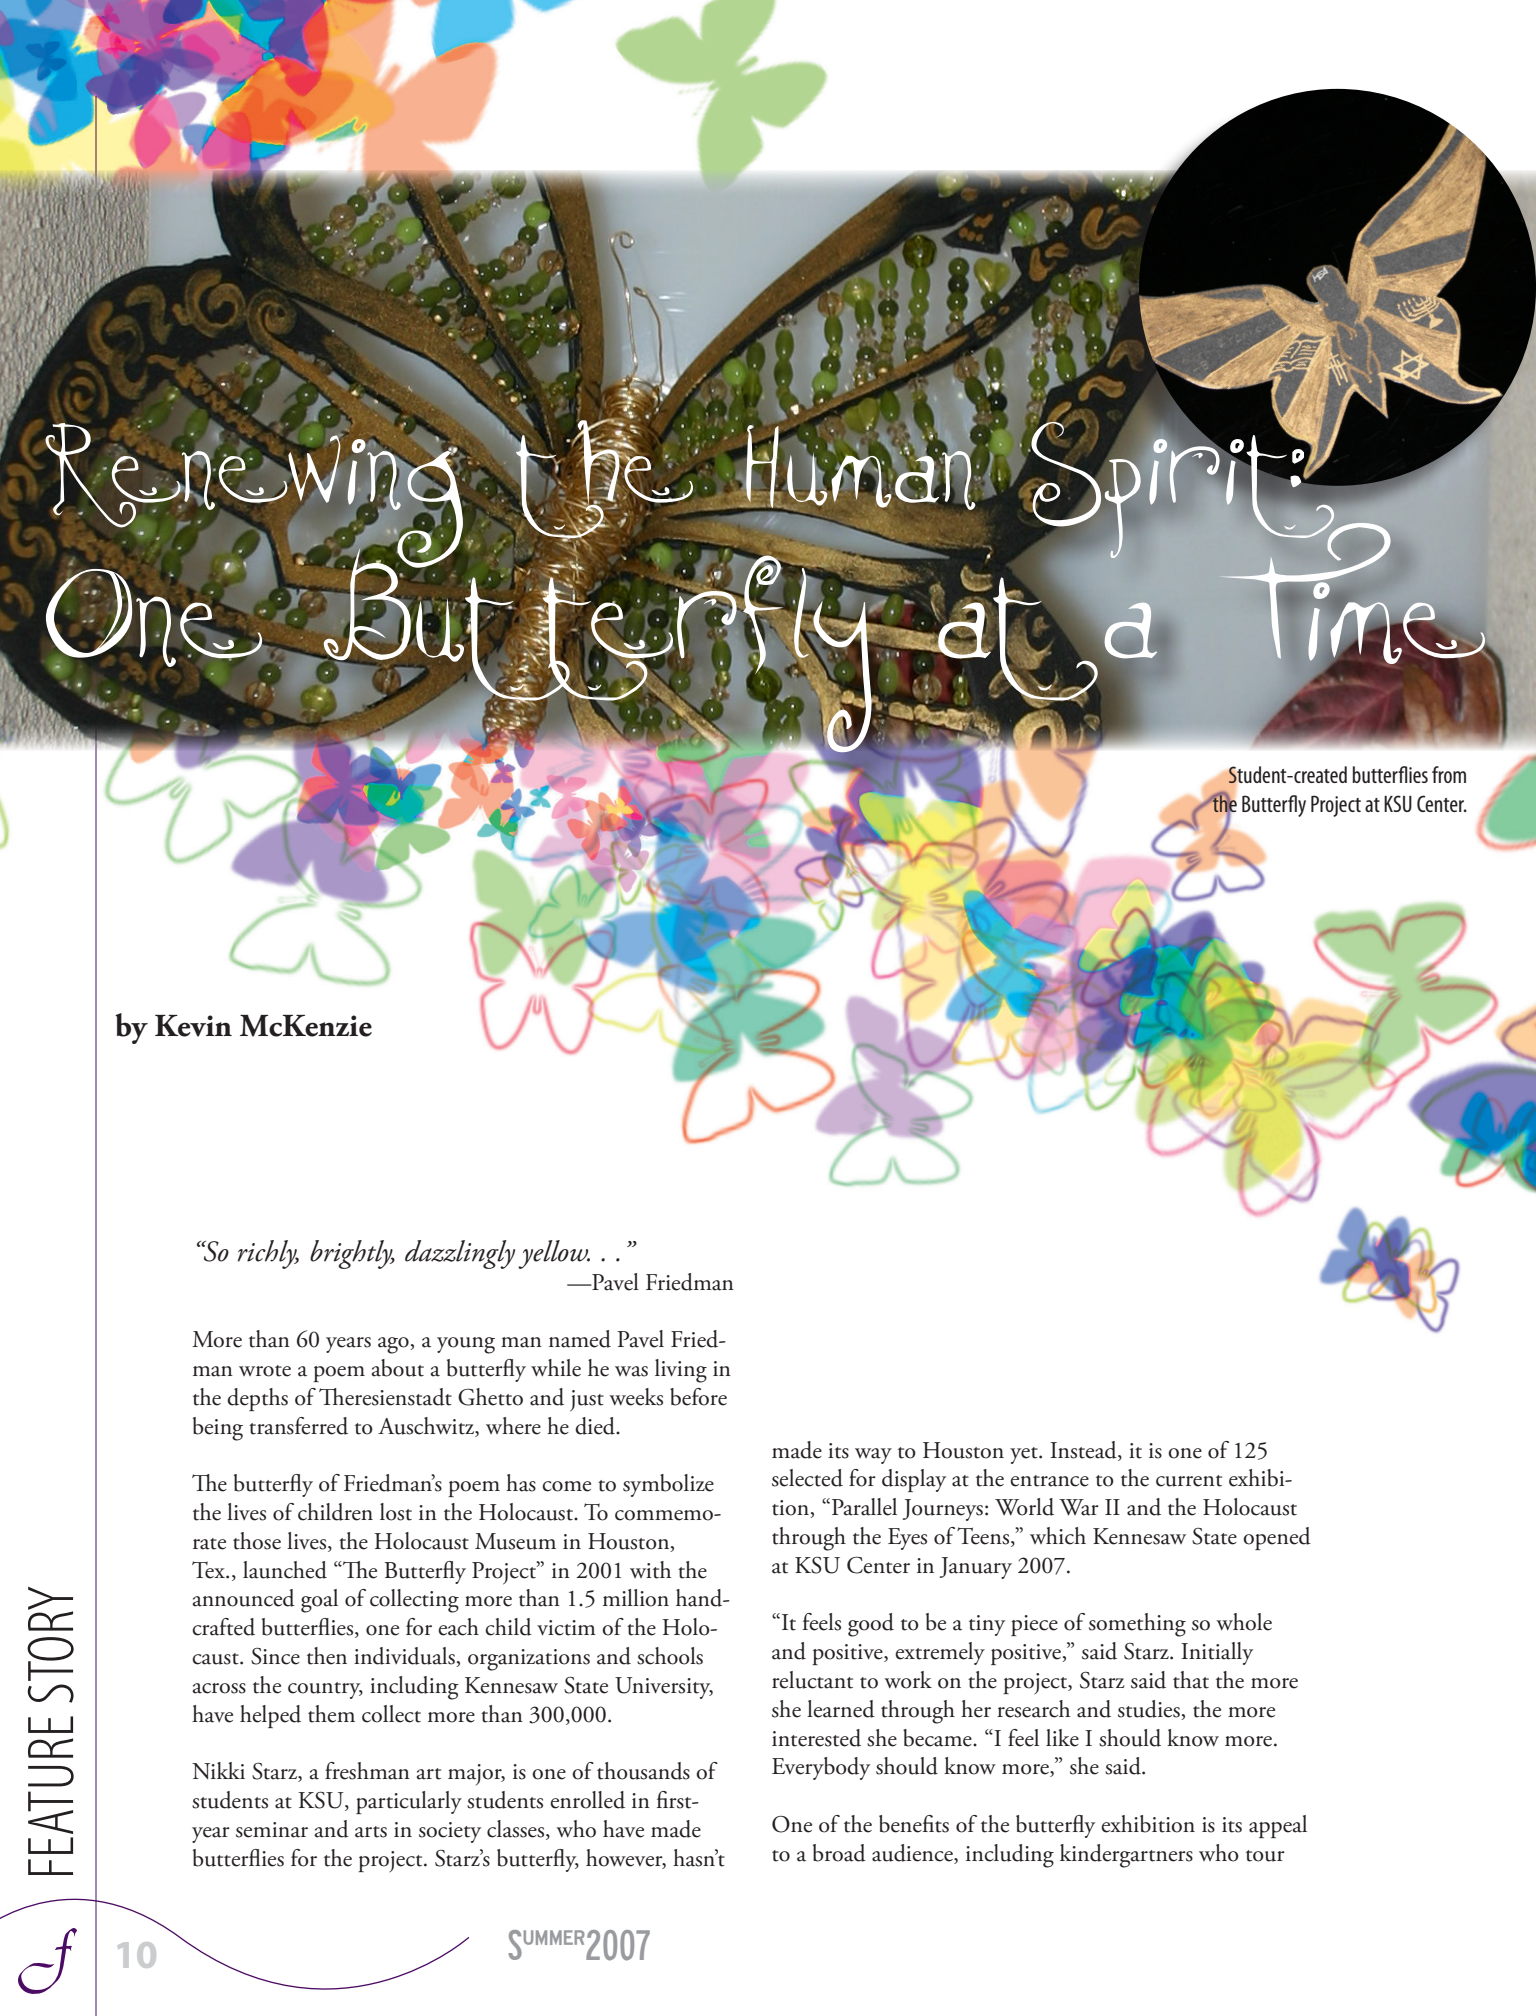 Renewing the Human Spirit:
One Butterfly at a Time
Student-created butterflies from
the Butterfly Project at KSU Center.
by Kevin McKenzie
“So richly, brightly, dazzlingly yellow. . .”
—Pavel Friedman
More than 60 years ago, a young man named Pavel Fried-
man wrote a poem about a butterfly while he was living in
the depths of Theresienstadt Ghetto and just weeks before
being transferred to Auschwitz, where he died.
The butterfly of Friedman’s poem has come to symbolize
the lives of children lost in the Holocaust. To commemo-
rate those lives, the Holocaust Museum in Houston,
Tex., launched “The Butterfly Project” in 2001 with the
announced goal of collecting more than 1.5 million hand-
crafted butterflies, one for each child victim of the Holo-
caust. Since then individuals, organizations and schools
across the country, including Kennesaw State University,
have helped them collect more than 300,000.
Nikki Starz, a freshman art major, is one of thousands of
students at KSU, particularly students enrolled in first-
year seminar and arts in society classes, who have made
butterflies for the project. Starz’s butterfly, however, hasn’t
made its way to Houston yet. Instead, it is one of 125
selected for display at the entrance to the current exhibi-
tion, “Parallel Journeys: World War II and the Holocaust
through the Eyes of Teens,” which Kennesaw State opened
at KSU Center in January 2007.
“It feels good to be a tiny piece of something so whole
and positive, extremely positive,” said Starz. Initially
reluctant to work on the project, Starz said that the more
she learned through her research and studies, the more
interested she became. “I feel like I should know more.
Everybody should know more,” she said.
One of the benefits of the butterfly exhibition is its appeal
to a broad audience, including kindergartners who tour
FEATURE STORY
f
10
SUMMER2007